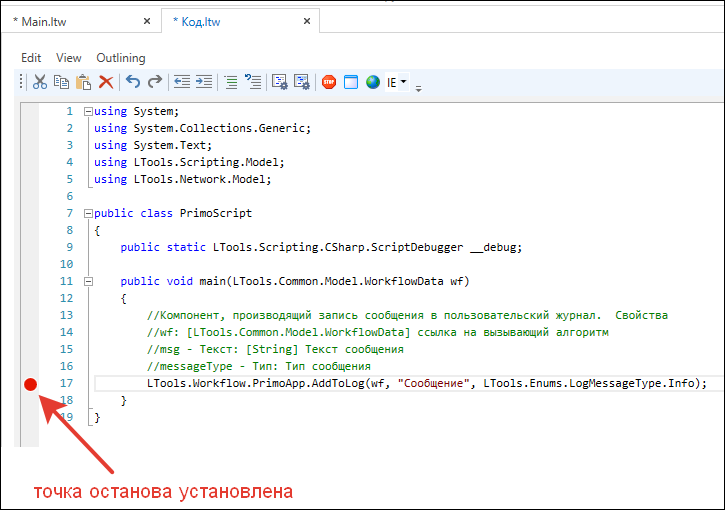 * Main.ltw × * Код.ltw ×
Edit View Outlining
STOP IE
1 using System;
2 using System.Collections.Generic;
3 using System.Text;
4 using LTools.Scripting.Model;
5 using LTools.Network.Model;
6
7 public class PrimoScript
8 {
9 public static LTools.Scripting.CSharp.ScriptDebugger __debug;
10
11 public void main(LTools.Common.Model.WorkflowData wf)
12 {
13 //Компонент, производящий запись сообщения в пользовательский журнал.  Свойства
14 //wf: [LTools.Common.Model.WorkflowData] ссылка на вызывающий алгоритм
15 //msg - Текст: [String] Текст сообщения
16 //messageType - Тип: Тип сообщения
17 LTools.Workflow.PrimoApp.AddToLog(wf, "Сообщение", LTools.Enums.LogMessageType.Info);
18 }
19 }
точка останова установлена